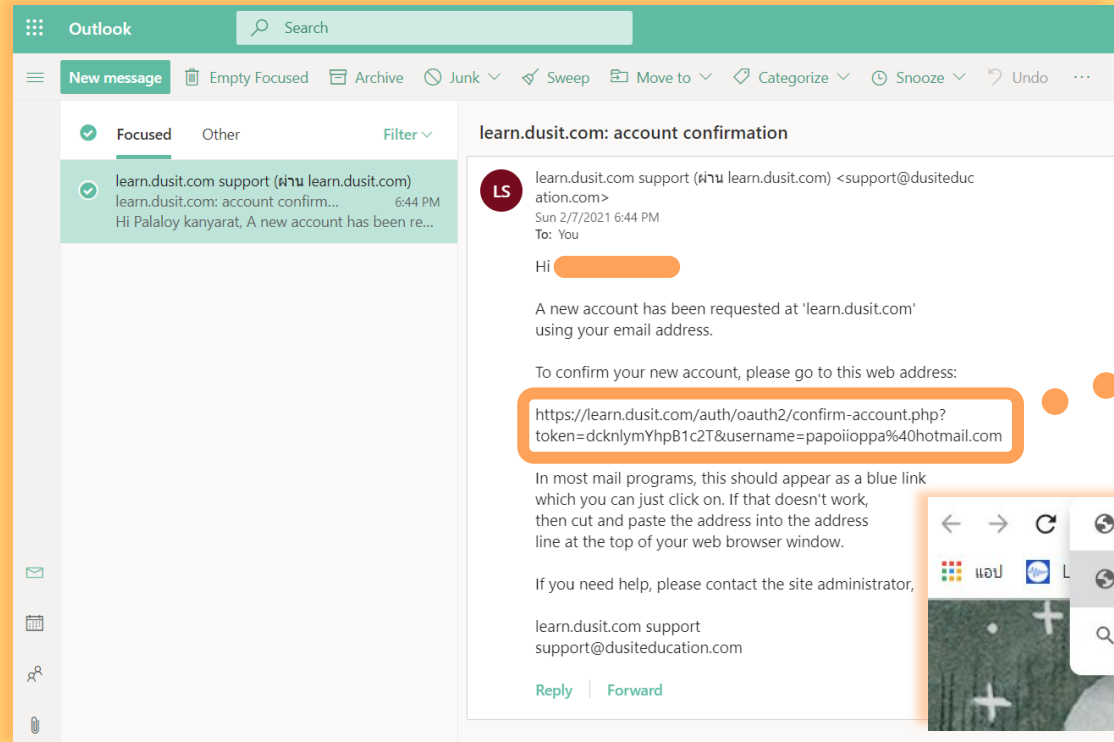 Outlook
Search
New message Empty Focused Archive Junk Sweep Move to Categorize Snooze Undo ...
Focused Other Filter
learn.dusit.com support (ผ่าน learn.dusit.com)
learn.dusit.com: account confirm... 6:44 PM
Hi Palaloy kanyarat, A new account has been re...
learn.dusit.com: account confirmation
LS
learn.dusit.com support (ผ่าน learn.dusit.com) <support@dusiteduc
ation.com>
Sun 2/7/2021 6:44 PM
To: You
Hi
A new account has been requested at 'learn.dusit.com'
using your email address.
To confirm your new account, please go to this web address:
https://learn.dusit.com/auth/oauth2/confirm-account.php?
token=dcknlymYhpB1c2T&username=papoiioppa%40hotmail.com
In most mail programs, this should appear as a blue link
which you can just click on. If that doesn't work,
then cut and paste the address into the address
line at the top of your web browser window.
If you need help, please contact the site administrator,
learn.dusit.com support
support@dusiteducation.com
Reply Forward
แอป L